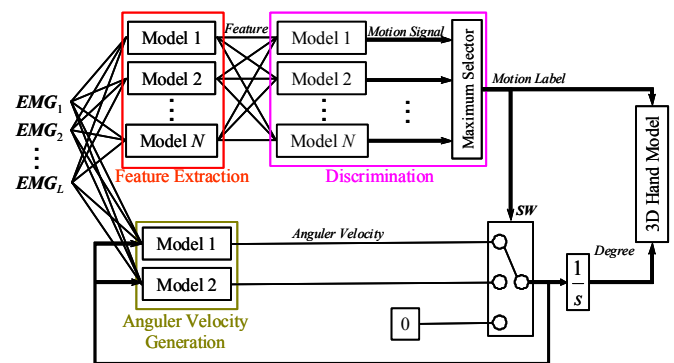 Feature
Model 1
Model 2
⋮
Model N
Feature Extraction
Model 1
Model 2
⋮
Model N
Discrimination
Motion Signal
⋮
Maximum Selector
Motion Label
EMG1
EMG2
⋮
EMGL
3D Hand Model
SW
Degree
Model 1
Model 2
Anguler Velocity
Anguler Velocity
Generation
0
1
s